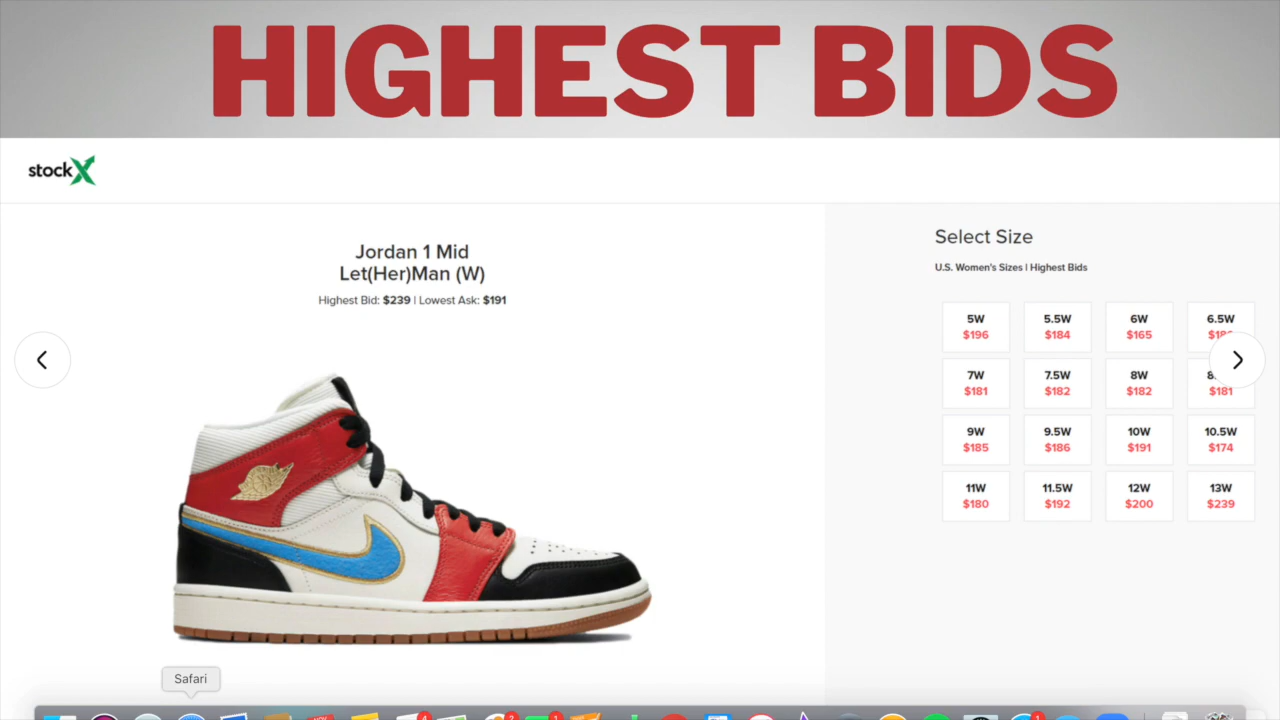 HIGHEST BIDS
stockX
Jordan 1 Mid
Let(Her)Man (W)
Highest Bid: $239 | Lowest Ask: $191
Select Size
U.S. Women's Sizes | Highest Bids
5W 5.5W 6W 6.5W
$196 $184 $165
7W 7.5W 8W
$181 $182 $182 $181
9W 9.5W 10W 10.5W
$185 $186 $191 $174
11W 11.5W 12W 13W
$180 $192 $200 $239
Safari